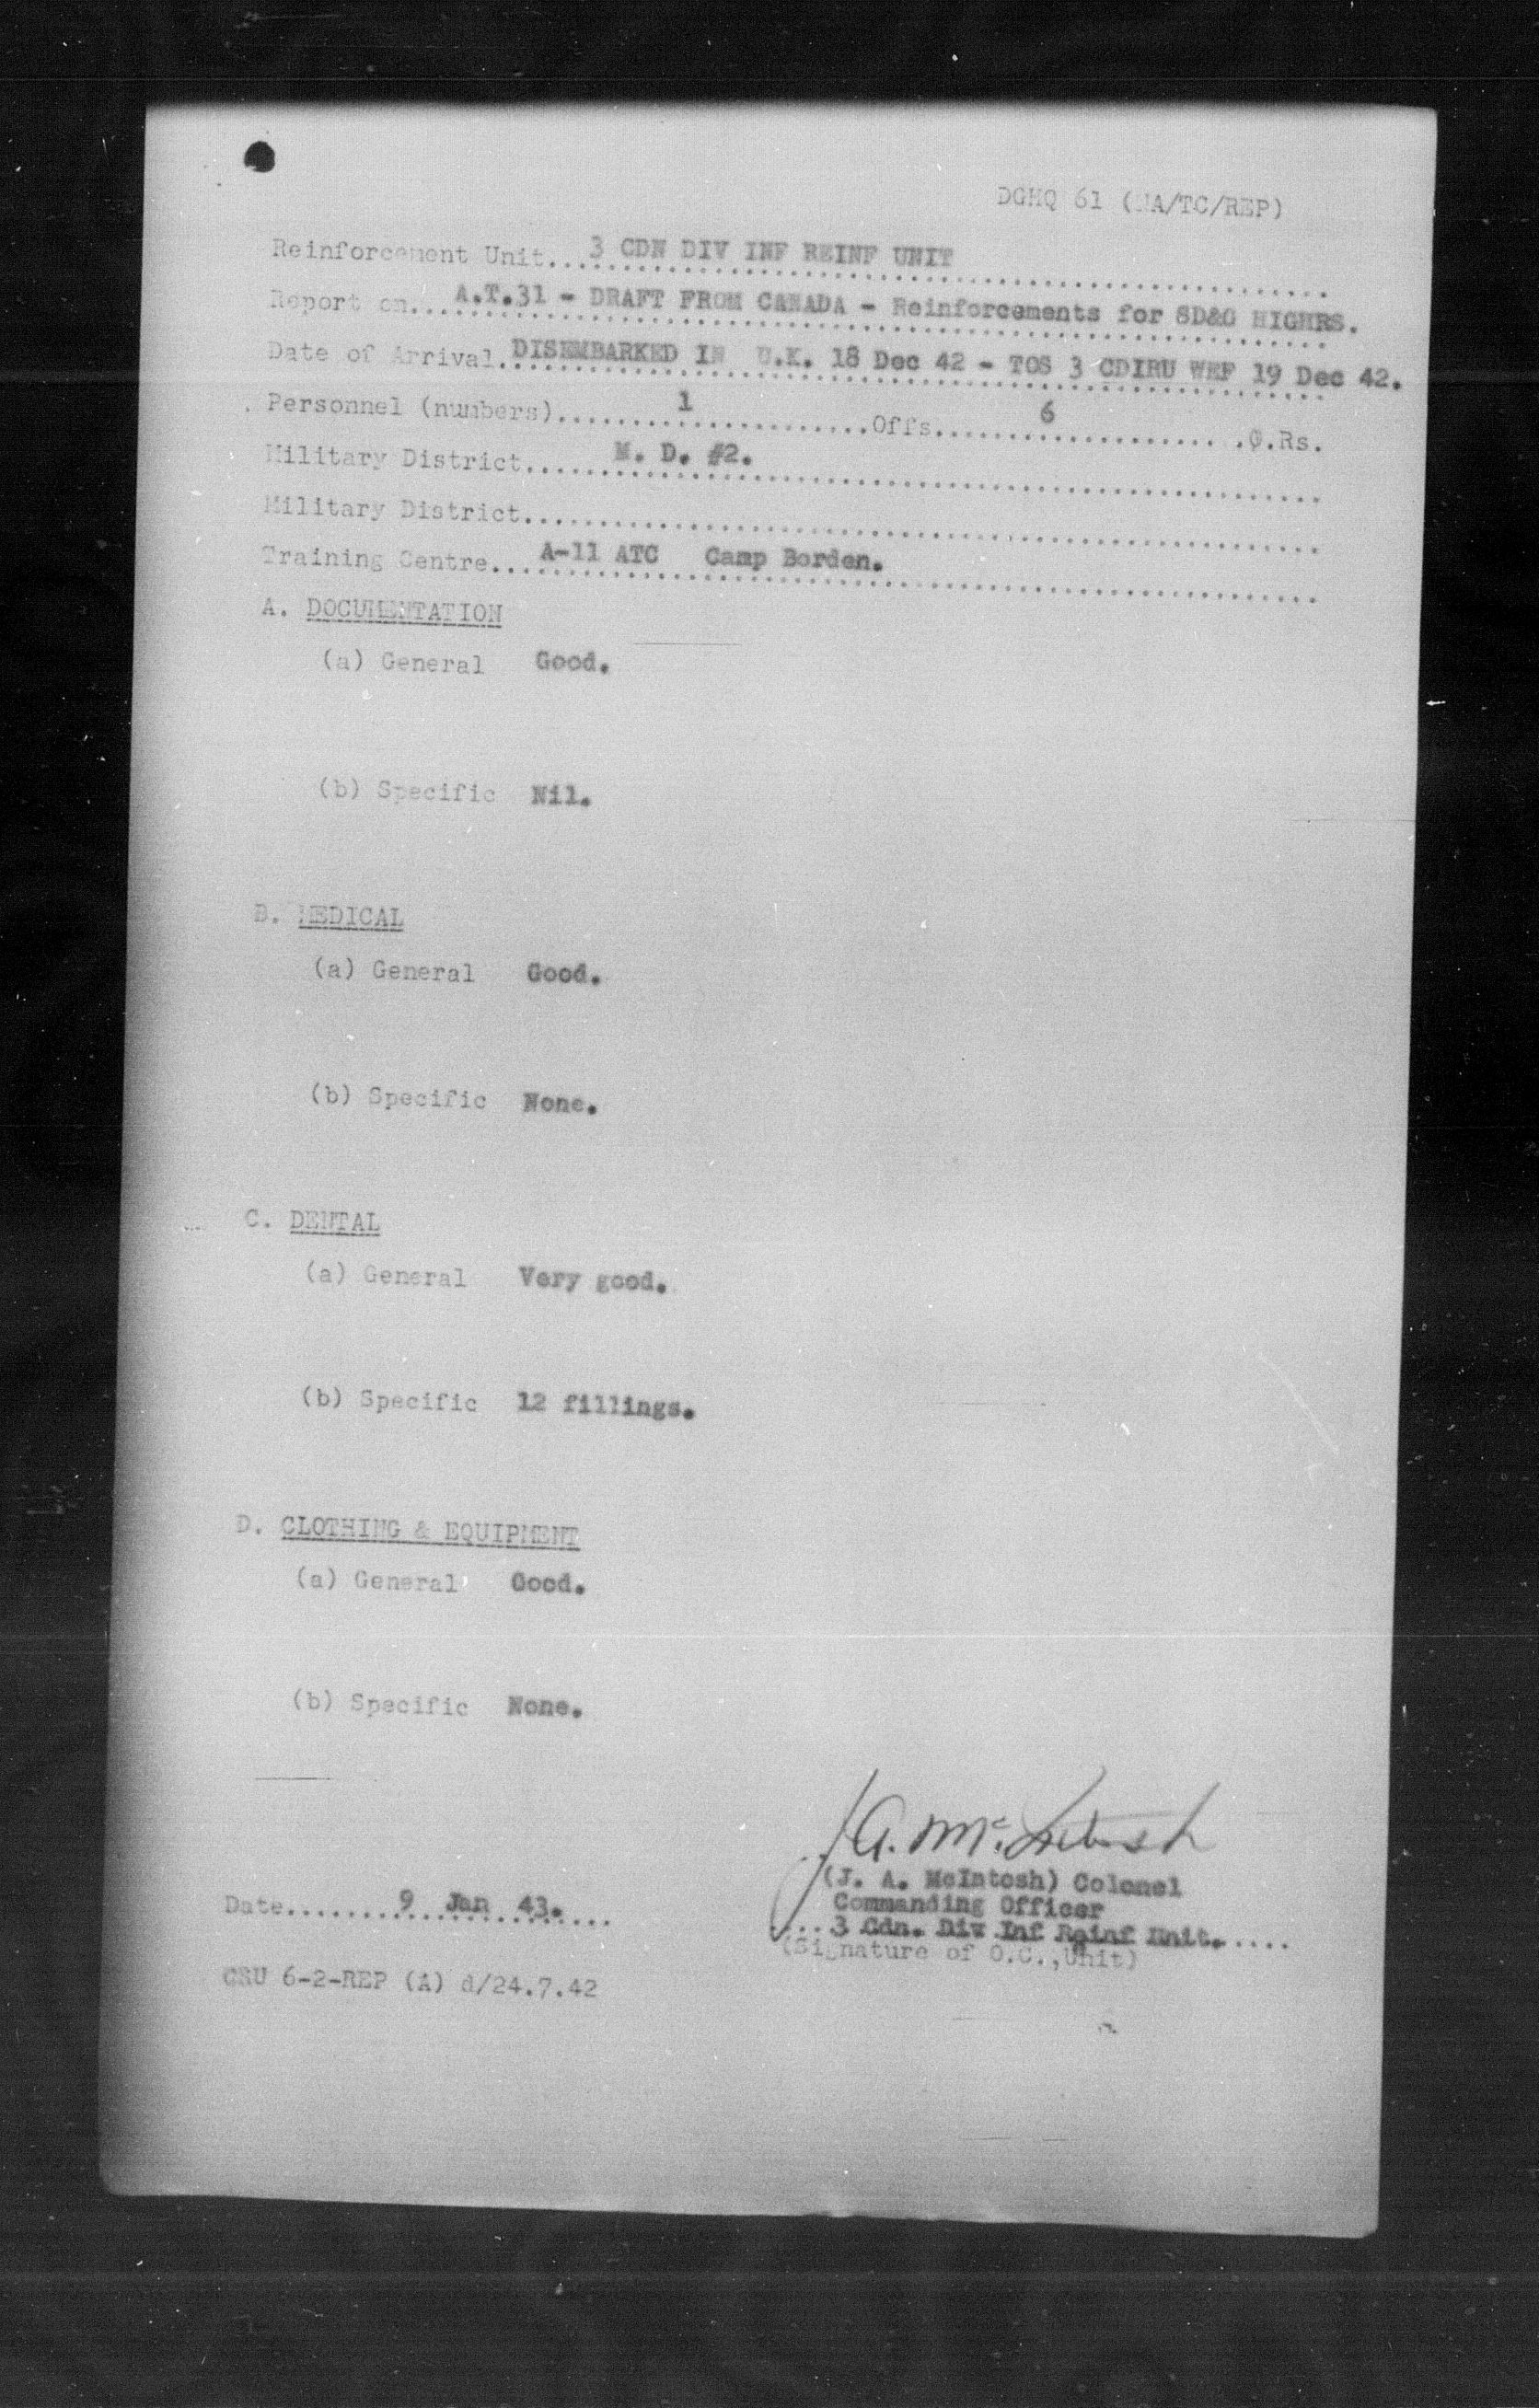 DGMQ 61 (MA/TC/REP)
Reinforcement Unit...3 CDN DIV INF REINF UNIT
Report on...A.T.31 - DRAFT FROM CANADA - Reinforcements for SD&G HIGHRS.
Date of Arrival.DISEMBARKED IN U.K. 18 Dec 42 - TOS 3 CDIRU WEF 19 Dec 42.
Personnel (numbers)........1........Offs........6.........O.Rs.
Military District......M. D. #2.
Military District..............................
Training Centre...A-11 ATC Camp Borden.
A. DOCUMENTATION
(a) General Good.
(b) Specific Nil.
B. MEDICAL
(a) General Good.
(b) Specific None.
C. DENTAL
(a) General Very good.
(b) Specific 12 fillings.
D. CLOTHING & EQUIPMENT
(a) General Good.
(b) Specific None.
J A. McIntosh
(J. A. McIntosh) Colonel
Commanding Officer
Date........9 Jan 43.....
....3 Cdn. Div Inf Reinf Unit.....
(Signature of O.C.,Unit)
CRU 6-2-REP (A) d/24.7.42